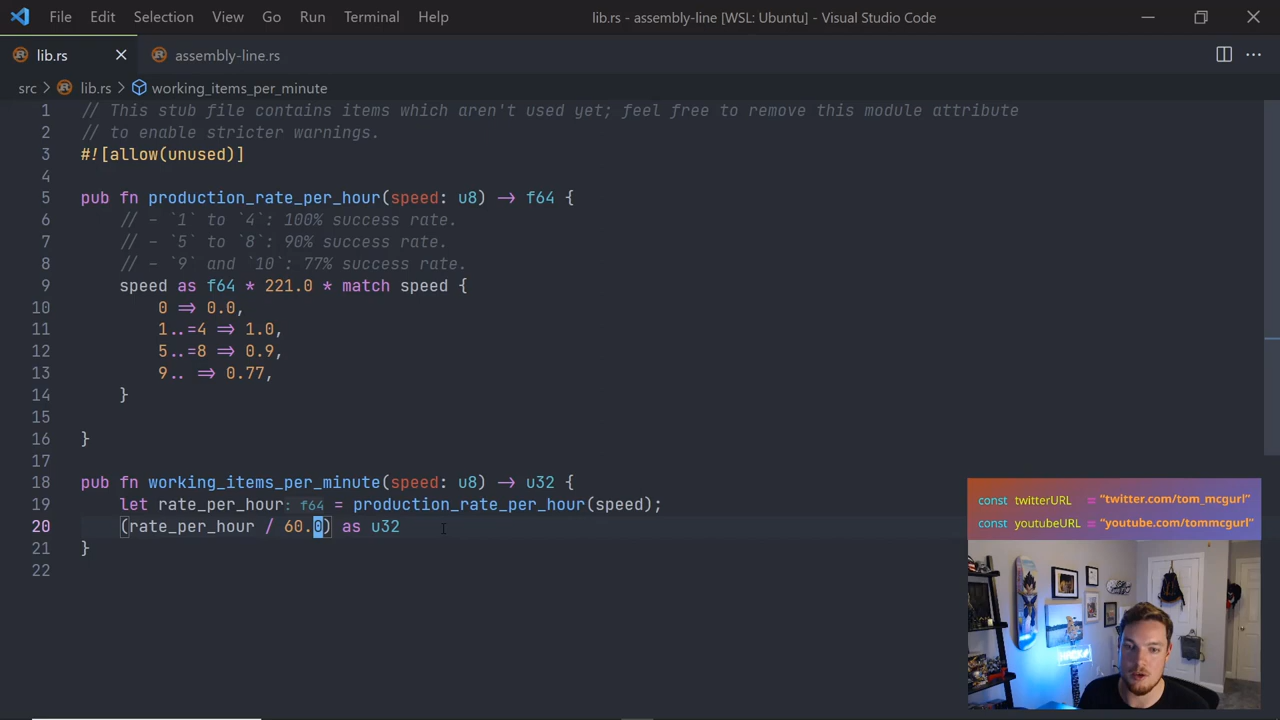 File Edit Selection View Go Run Terminal Help lib.rs - assembly-line [WSL: Ubuntu] - Visual Studio Code
lib.rs assembly-line.rs
src > lib.rs > working_items_per_minute
1 // This stub file contains items which aren't used yet; feel free to remove this module attribute
2 // to enable stricter warnings.
3 #![allow(unused)]
4
5 pub fn production_rate_per_hour(speed: u8) -> f64 {
6 // - `1` to `4`: 100% success rate.
7 // - `5` to `8`: 90% success rate.
8 // - `9` and `10`: 77% success rate.
9 speed as f64 * 221.0 * match speed {
10 0 => 0.0,
11 1..=4 => 1.0,
12 5..=8 => 0.9,
13 9.. => 0.77,
14 }
15
16 }
17
18 pub fn working_items_per_minute(speed: u8) -> u32 {
19 let rate_per_hour: f64 = production_rate_per_hour(speed);
20 (rate_per_hour / 60.0) as u32
21 }
22
const twitterURL = "twitter.com/tom_mcgurl"
const youtubeURL = "youtube.com/tommcgurl"